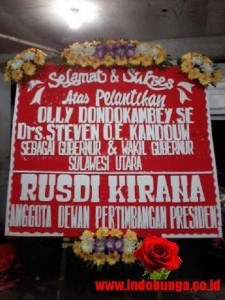 Selamat & Sukses
Atas Pelantikan
OLLY DONDOKAMBEY, SE
Drs. STEVEN O.E. KANDOUW
SEBAGAI GUBERNUR & WAKIL GUBERNUR
SULAWESI UTARA
RUSDI KIRANA
ANGGOTA DEWAN PERTIMBANGAN PRESIDEN
www.indobunga.co.id